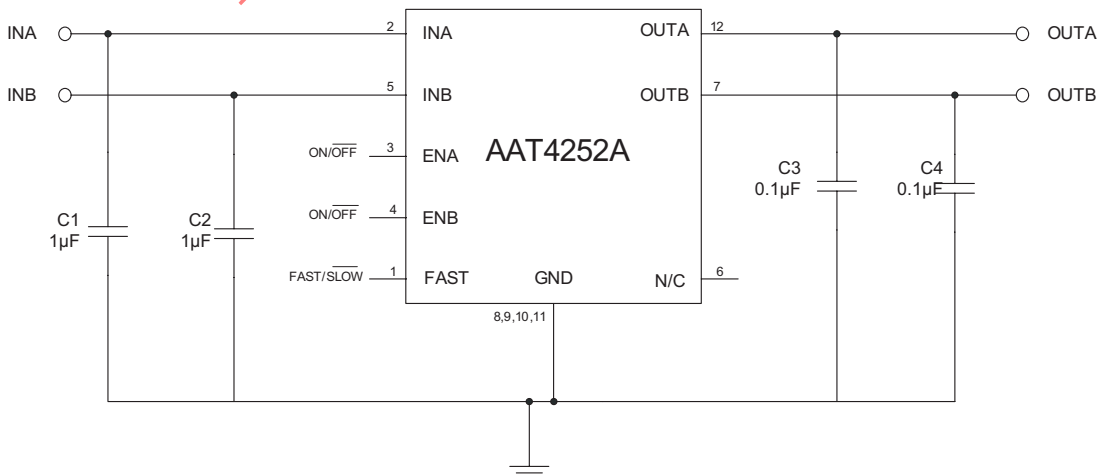 INA
2
INA
OUTA
12
OUTA
INB
5
INB
OUTB
7
OUTB
AAT4252A
ON/OFF
3
ENA
ON/OFF
4
ENB
FAST/SLOW
1
FAST
GND
N/C
6
8,9,10,11
C1
1µF
C2
1µF
C3
0.1µF
C4
0.1µF